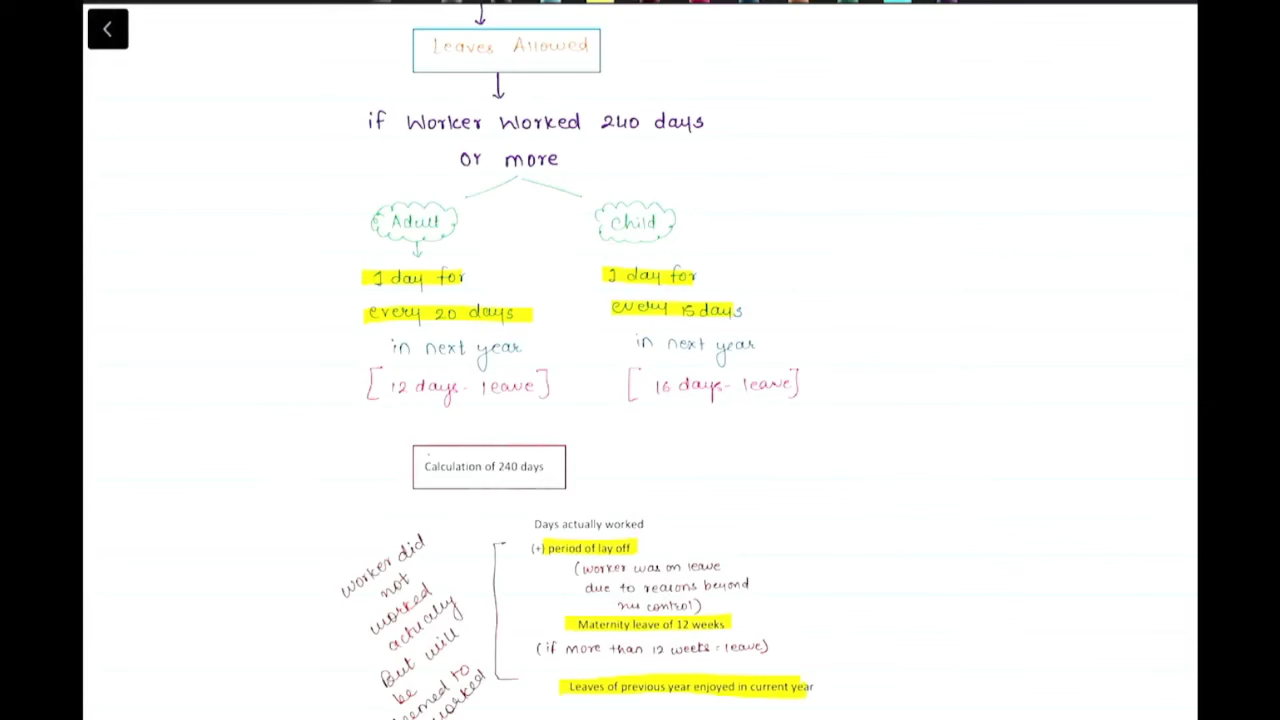 Leaves Allowed
if Worker Worked 240 days
or more
Adult
Child
1 day for
every 20 days
in next year
[12 days - leave]
1 day for
every 15 days
in next year
[16 days - leave]
Calculation of 240 days
Days actually worked
(+) period of lay off
(worker was on leave
due to reasons beyond
his control)
Maternity leave of 12 weeks
(if more than 12 weeks = leave)
Leaves of previous year enjoyed in current year
worker did
not
worked
actually
But will
be
emed to
worked